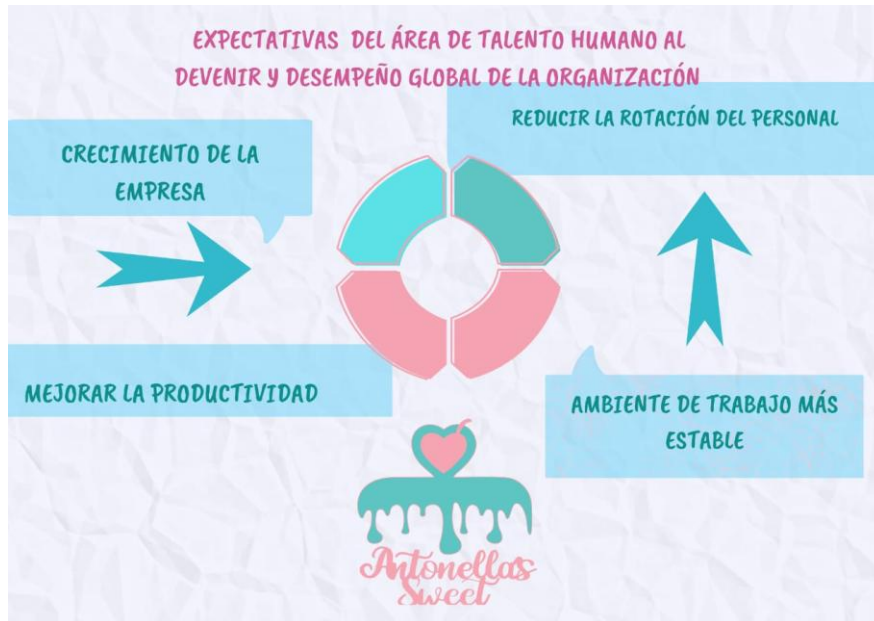 EXPECTATIVAS DEL ÁREA DE TALENTO HUMANO AL
DEVENIR Y DESEMPEÑO GLOBAL DE LA ORGANIZACIÓN
CRECIMIENTO DE LA
EMPRESA
REDUCIR LA ROTACIÓN DEL PERSONAL
MEJORAR LA PRODUCTIVIDAD
AMBIENTE DE TRABAJO MÁS
ESTABLE
Antonellas
Sweet